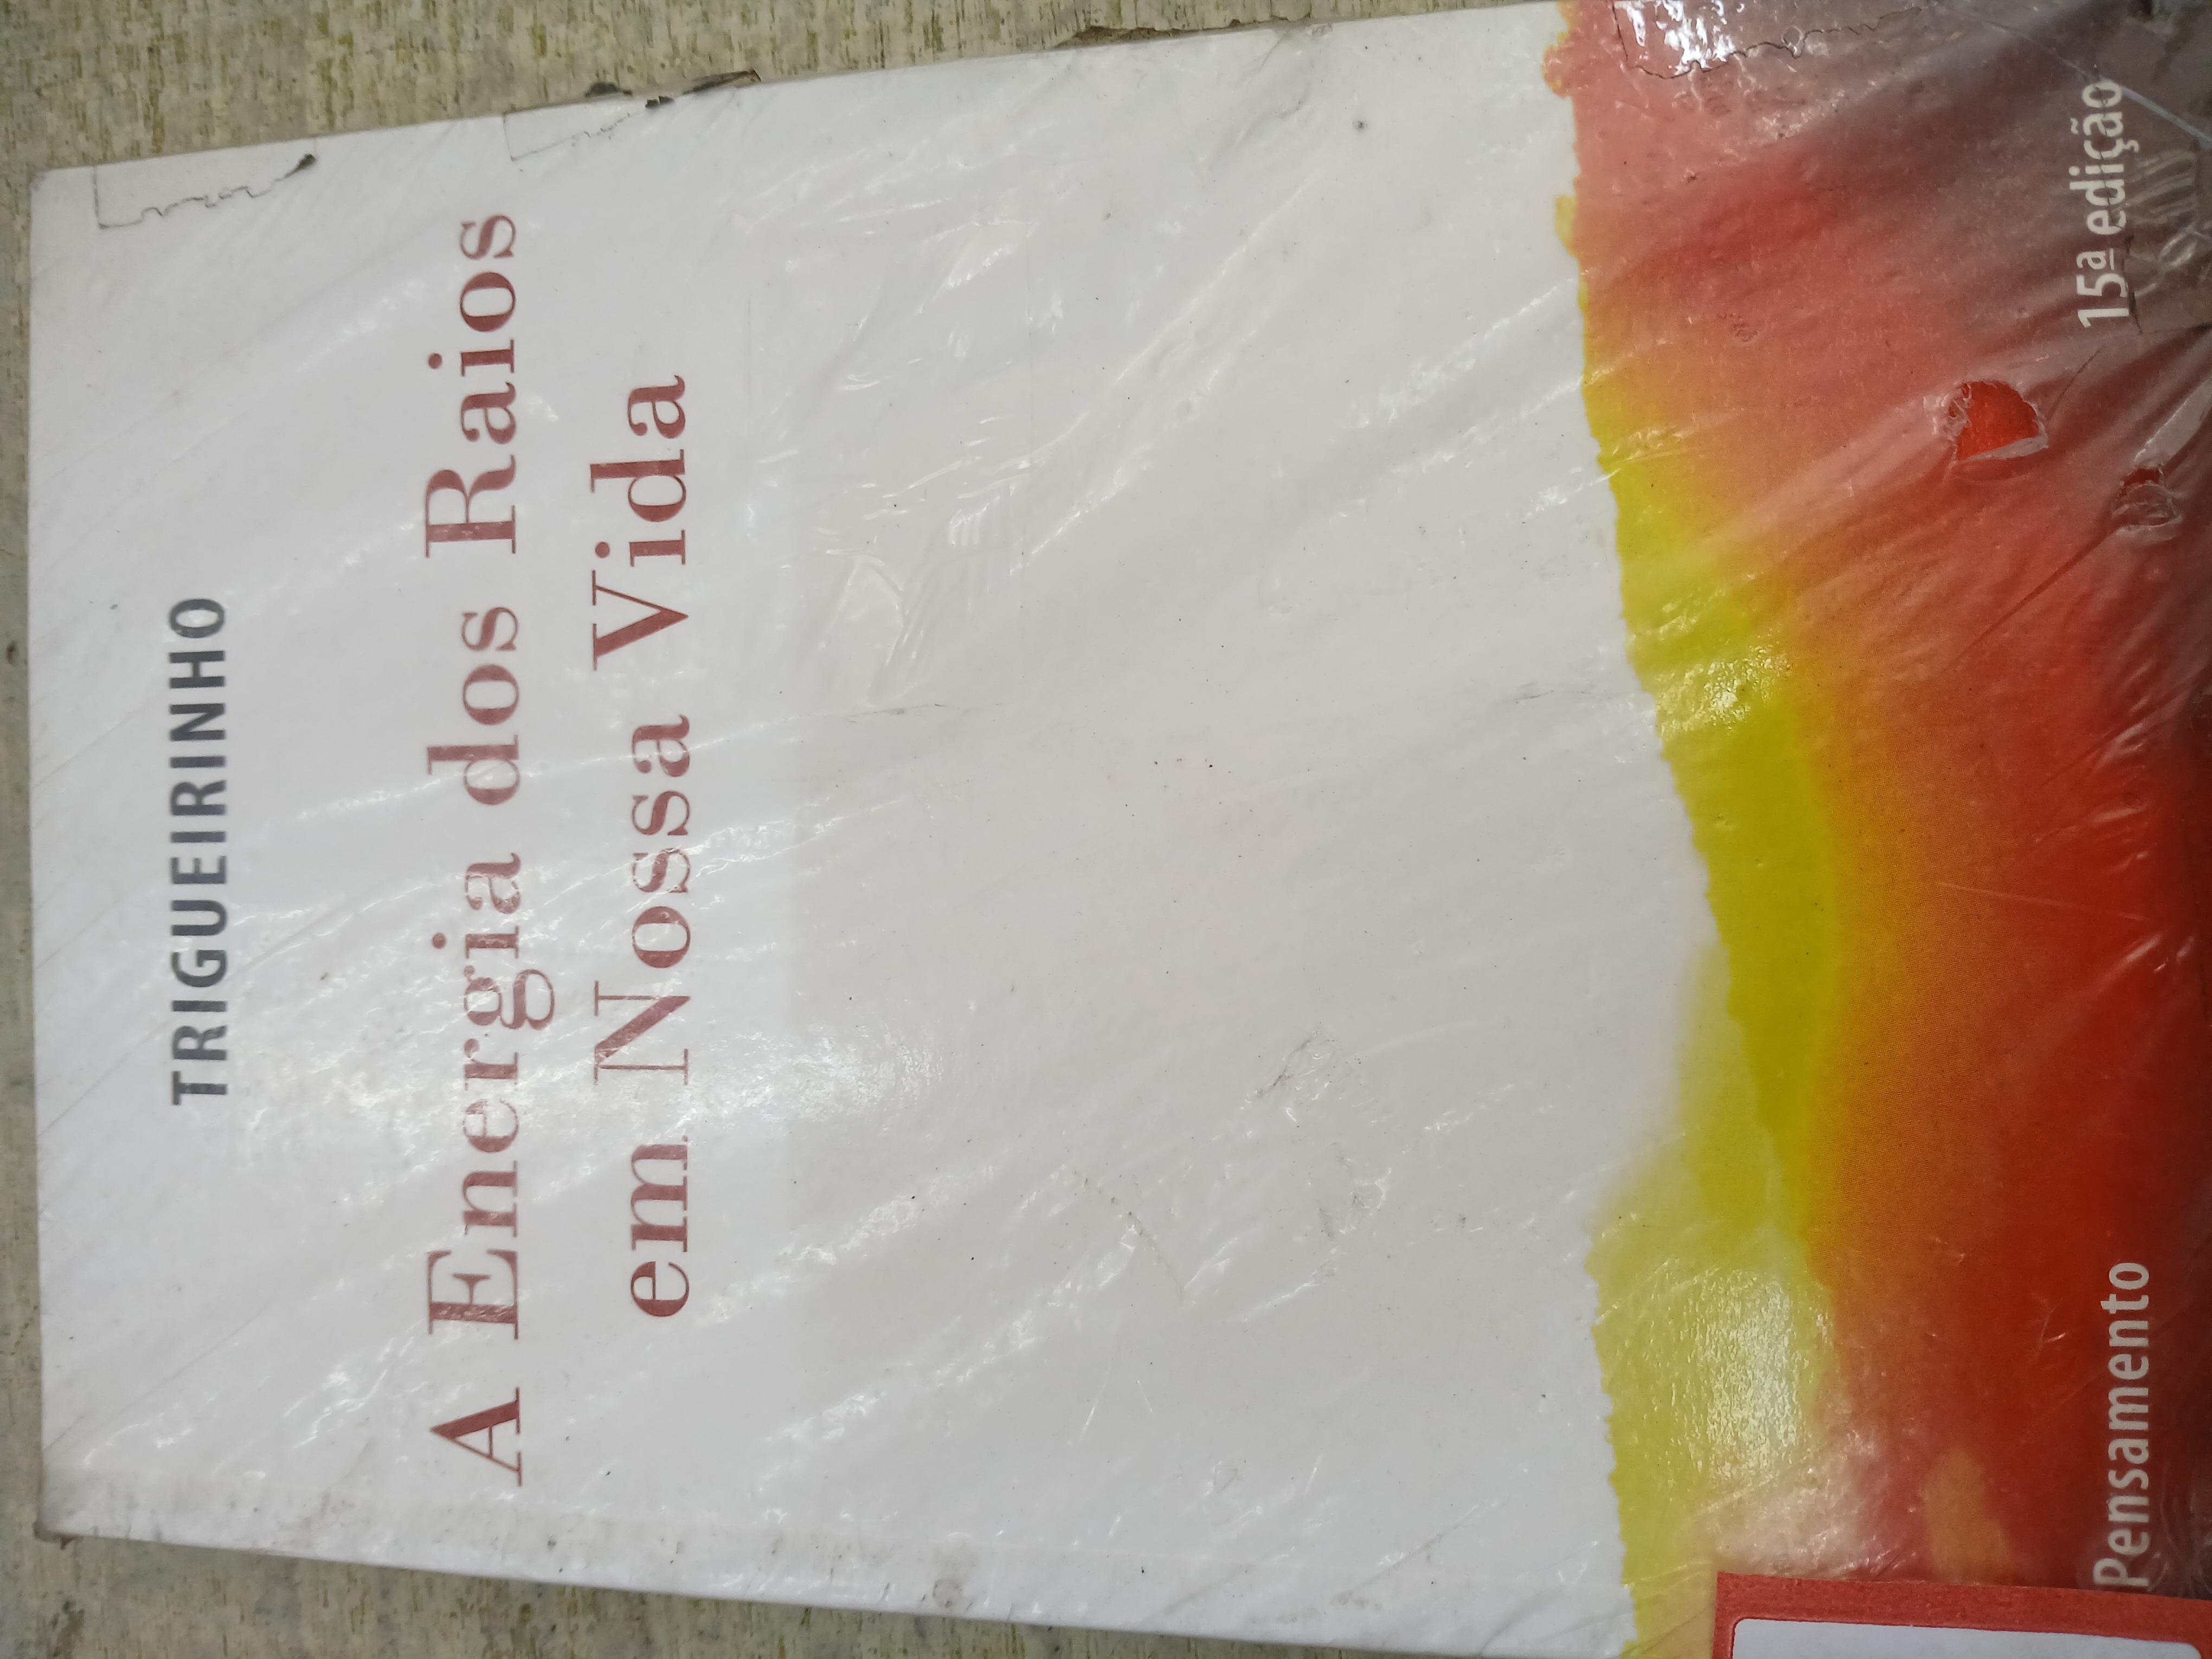 TRIGUEIRINHO
A Energia dos Raios
em Nossa Vida
Pensamento
15ª edição